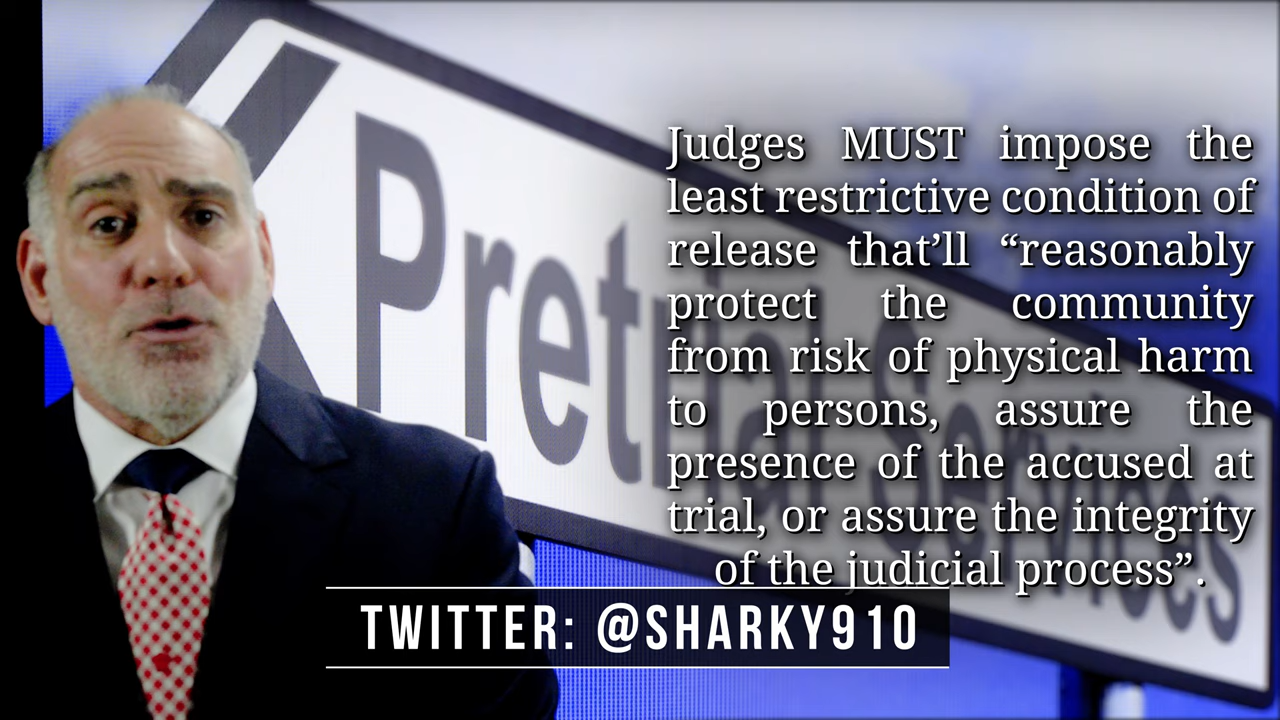 Pretrial Services
Judges MUST impose the
least restrictive condition of
release that’ll “reasonably
protect the community
from risk of physical harm
to persons, assure the
presence of the accused at
trial, or assure the integrity
of the judicial process”.
TWITTER: @SHARKY910